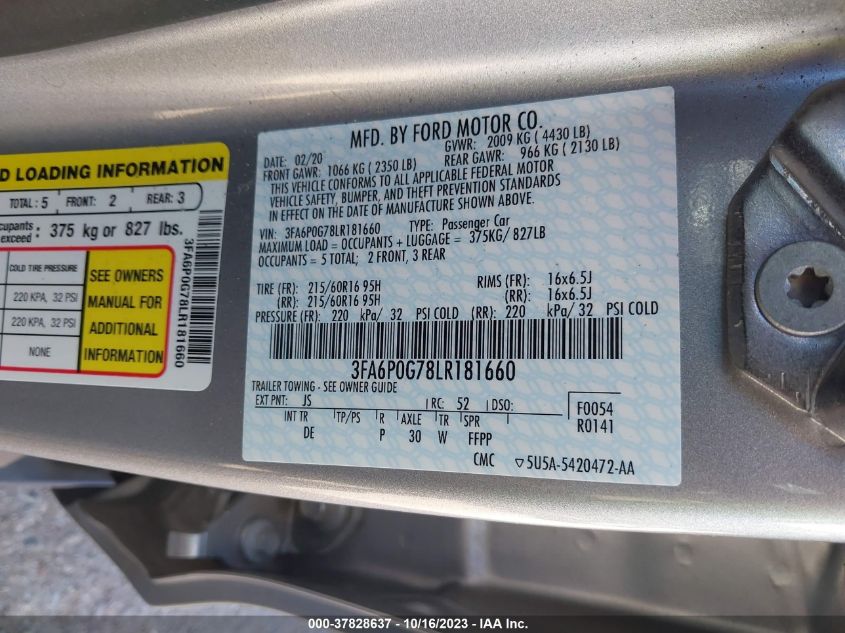 D LOADING INFORMATION
TOTAL: 5 FRONT: 2 REAR: 3
cupants
exceed: 375 kg or 827 lbs.
COLD TIRE PRESSURE
220 KPA, 32 PSI
220 KPA, 32 PSI
NONE
SEE OWNERS
MANUAL FOR
ADDITIONAL
INFORMATION
3FA6P0G78LR181660
MFD. BY FORD MOTOR CO.
DATE: 02/20 GVWR: 2009 KG ( 4430 LB)
FRONT GAWR: 1066 KG ( 2350 LB) REAR GAWR: 966 KG ( 2130 LB)
THIS VEHICLE CONFORMS TO ALL APPLICABLE FEDERAL MOTOR
VEHICLE SAFETY, BUMPER, AND THEFT PREVENTION STANDARDS
IN EFFECT ON THE DATE OF MANUFACTURE SHOWN ABOVE.
VIN: 3FA6P0G78LR181660 TYPE: Passenger Car
MAXIMUM LOAD = OCCUPANTS + LUGGAGE = 375KG/827LB
OCCUPANTS = 5 TOTAL; 2 FRONT, 3 REAR
TIRE (FR): 215/60R16 95H RIMS (FR): 16x6.5J
(RR): 215/60R16 95H (RR): 16x6.5J
PRESSURE (FR): 220 kPa/ 32 PSI COLD (RR): 220 kPa/ 32 PSI COLD
3FA6P0G78LR181660
TRAILER TOWING - SEE OWNER GUIDE
EXT PNT: JS RC: 52 DSO:
INT TR TP/PS R AXLE TR SPR
DE P 30 W FFPP
F0054
R0141
CMC ▽5U5A-5420472-AA
000-37828637 - 10/16/2023 - IAA Inc.